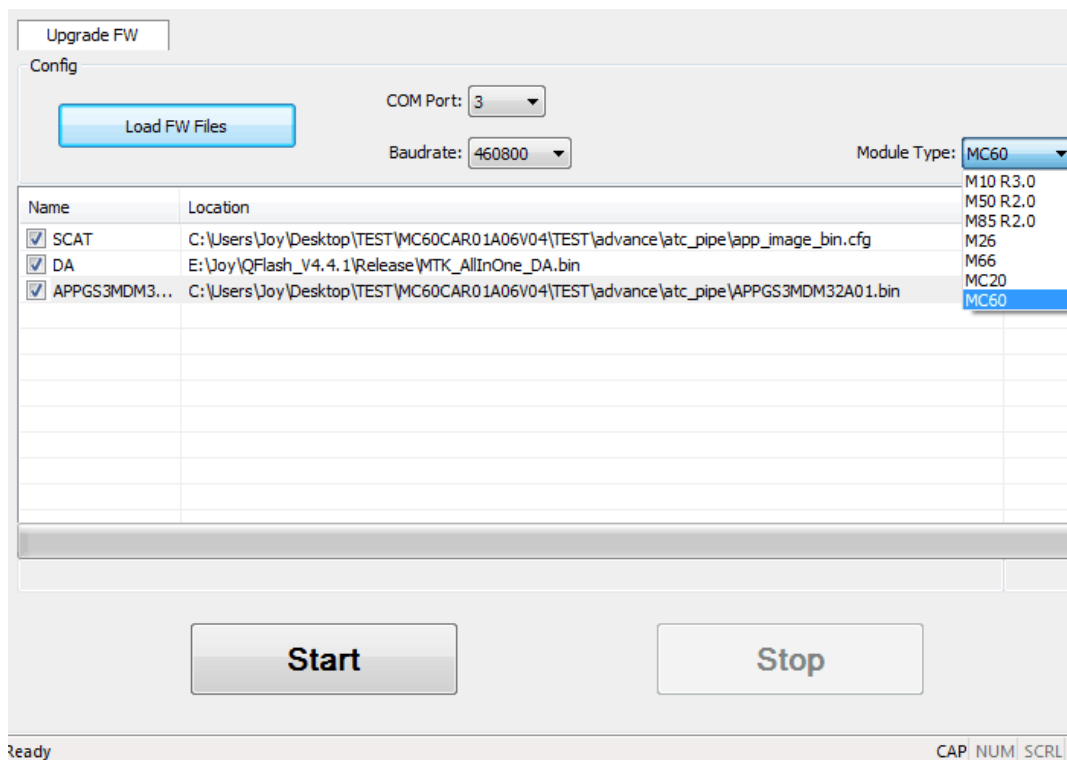 Upgrade FW
Config
Load FW Files
COM Port: 3
Baudrate: 460800
Module Type: MC60
M10 R3.0
M50 R2.0
M85 R2.0
M26
M66
MC20
MC60
Name Location
SCAT C:\Users\Joy\Desktop\TEST\MC60CAR01A06V04\TEST\advance\atc_pipe\app_image_bin.cfg
DA E:\Joy\QFlash_V4.4.1\Release\MTK_AllInOne_DA.bin
APPGS3MDM3... C:\Users\Joy\Desktop\TEST\MC60CAR01A06V04\TEST\advance\atc_pipe\APPGS3MDM32A01.bin
Start Stop
Ready CAP NUM SCRL